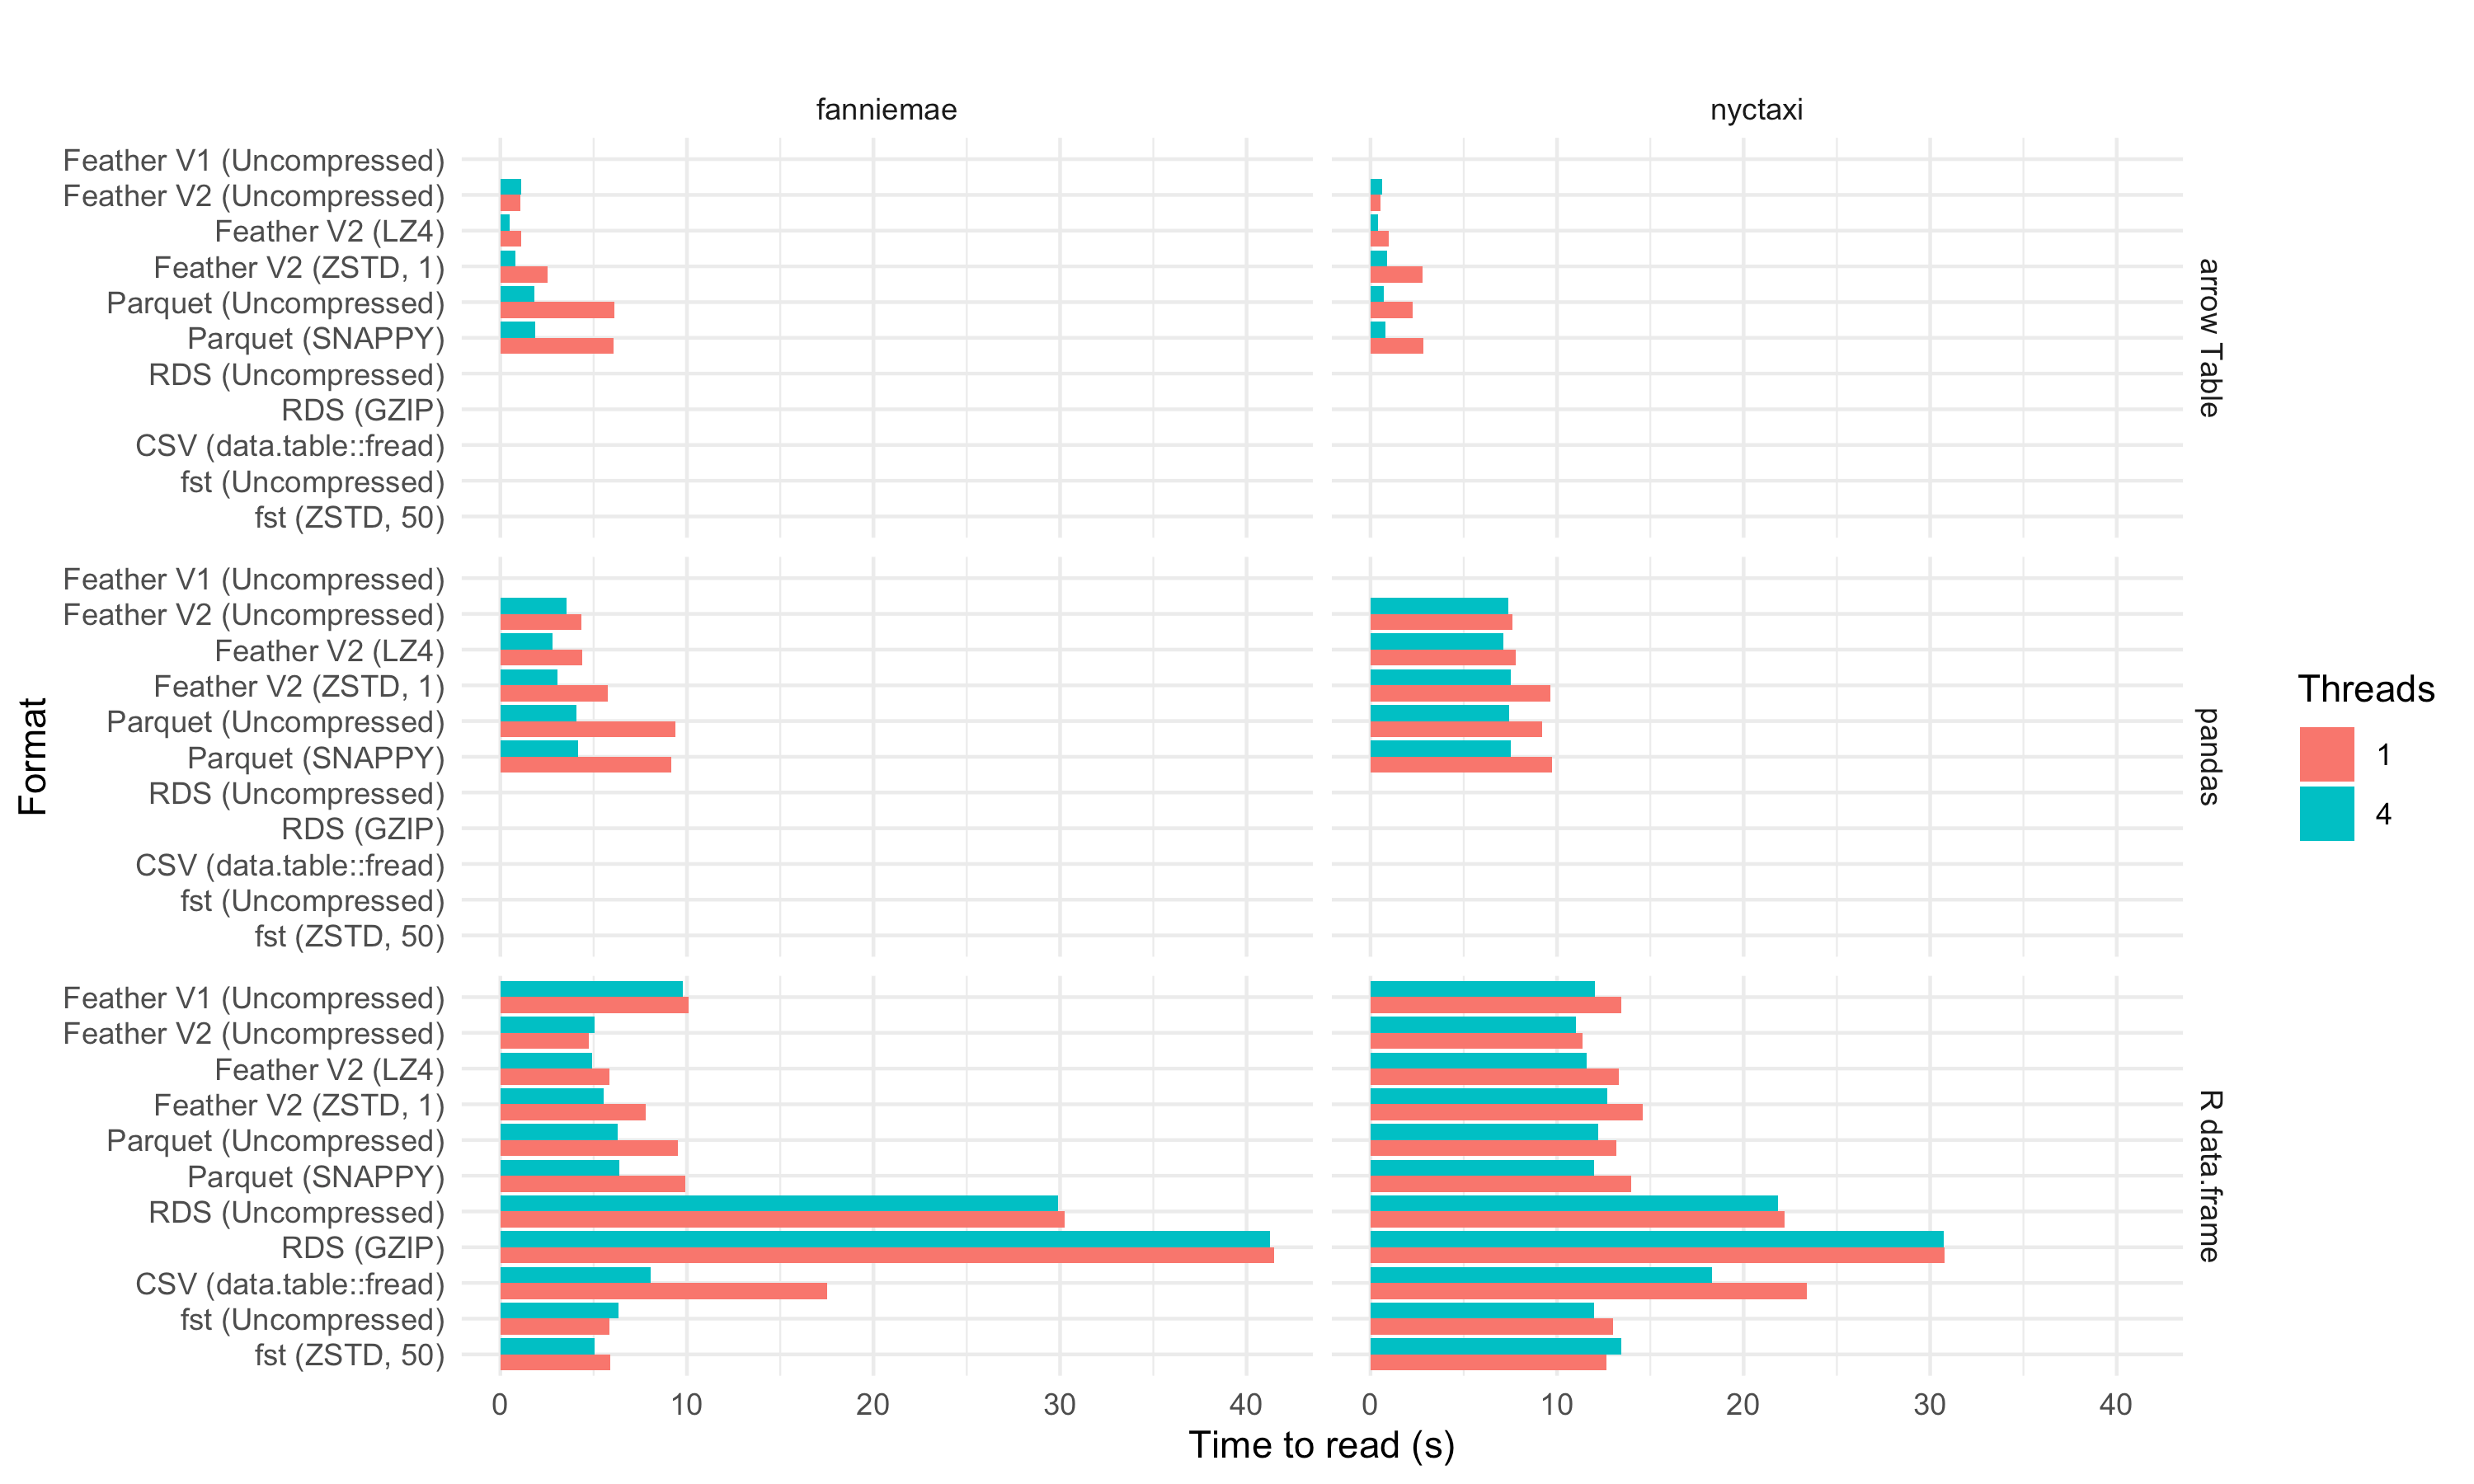 fanniemae
nyctaxi
Feather V1 (Uncompressed)
Feather V2 (Uncompressed)
Feather V2 (LZ4)
Feather V2 (ZSTD, 1)
Parquet (Uncompressed)
Parquet (SNAPPY)
RDS (Uncompressed)
RDS (GZIP)
CSV (data.table::fread)
fst (Uncompressed)
fst (ZSTD, 50)
arrow Table
Feather V1 (Uncompressed)
Feather V2 (Uncompressed)
Feather V2 (LZ4)
Feather V2 (ZSTD, 1)
Parquet (Uncompressed)
Parquet (SNAPPY)
RDS (Uncompressed)
RDS (GZIP)
CSV (data.table::fread)
fst (Uncompressed)
fst (ZSTD, 50)
pandas
Format
Feather V1 (Uncompressed)
Feather V2 (Uncompressed)
Feather V2 (LZ4)
Feather V2 (ZSTD, 1)
Parquet (Uncompressed)
Parquet (SNAPPY)
RDS (Uncompressed)
RDS (GZIP)
CSV (data.table::fread)
fst (Uncompressed)
fst (ZSTD, 50)
R data.frame
0 10 20 30 40
0 10 20 30 40
Time to read (s)
Threads
1
4